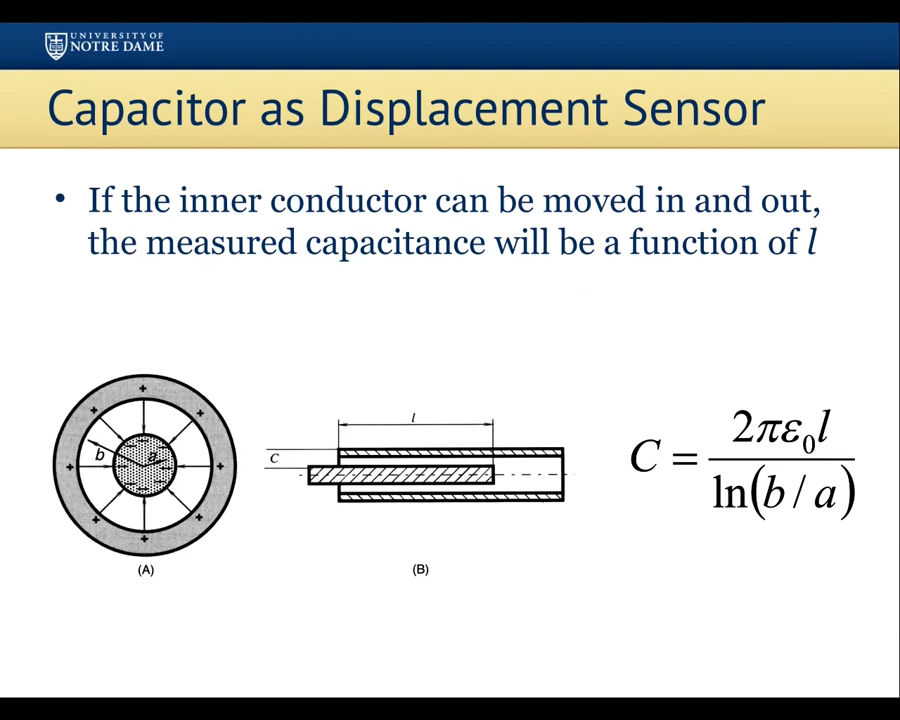 UNIVERSITY OF
NOTRE DAME
Capacitor as Displacement Sensor
• If the inner conductor can be moved in and out,
the measured capacitance will be a function of l
b
a
+ + + + + + + +
(A)
l
C
(B)
C = 2πε₀l / ln(b / a)